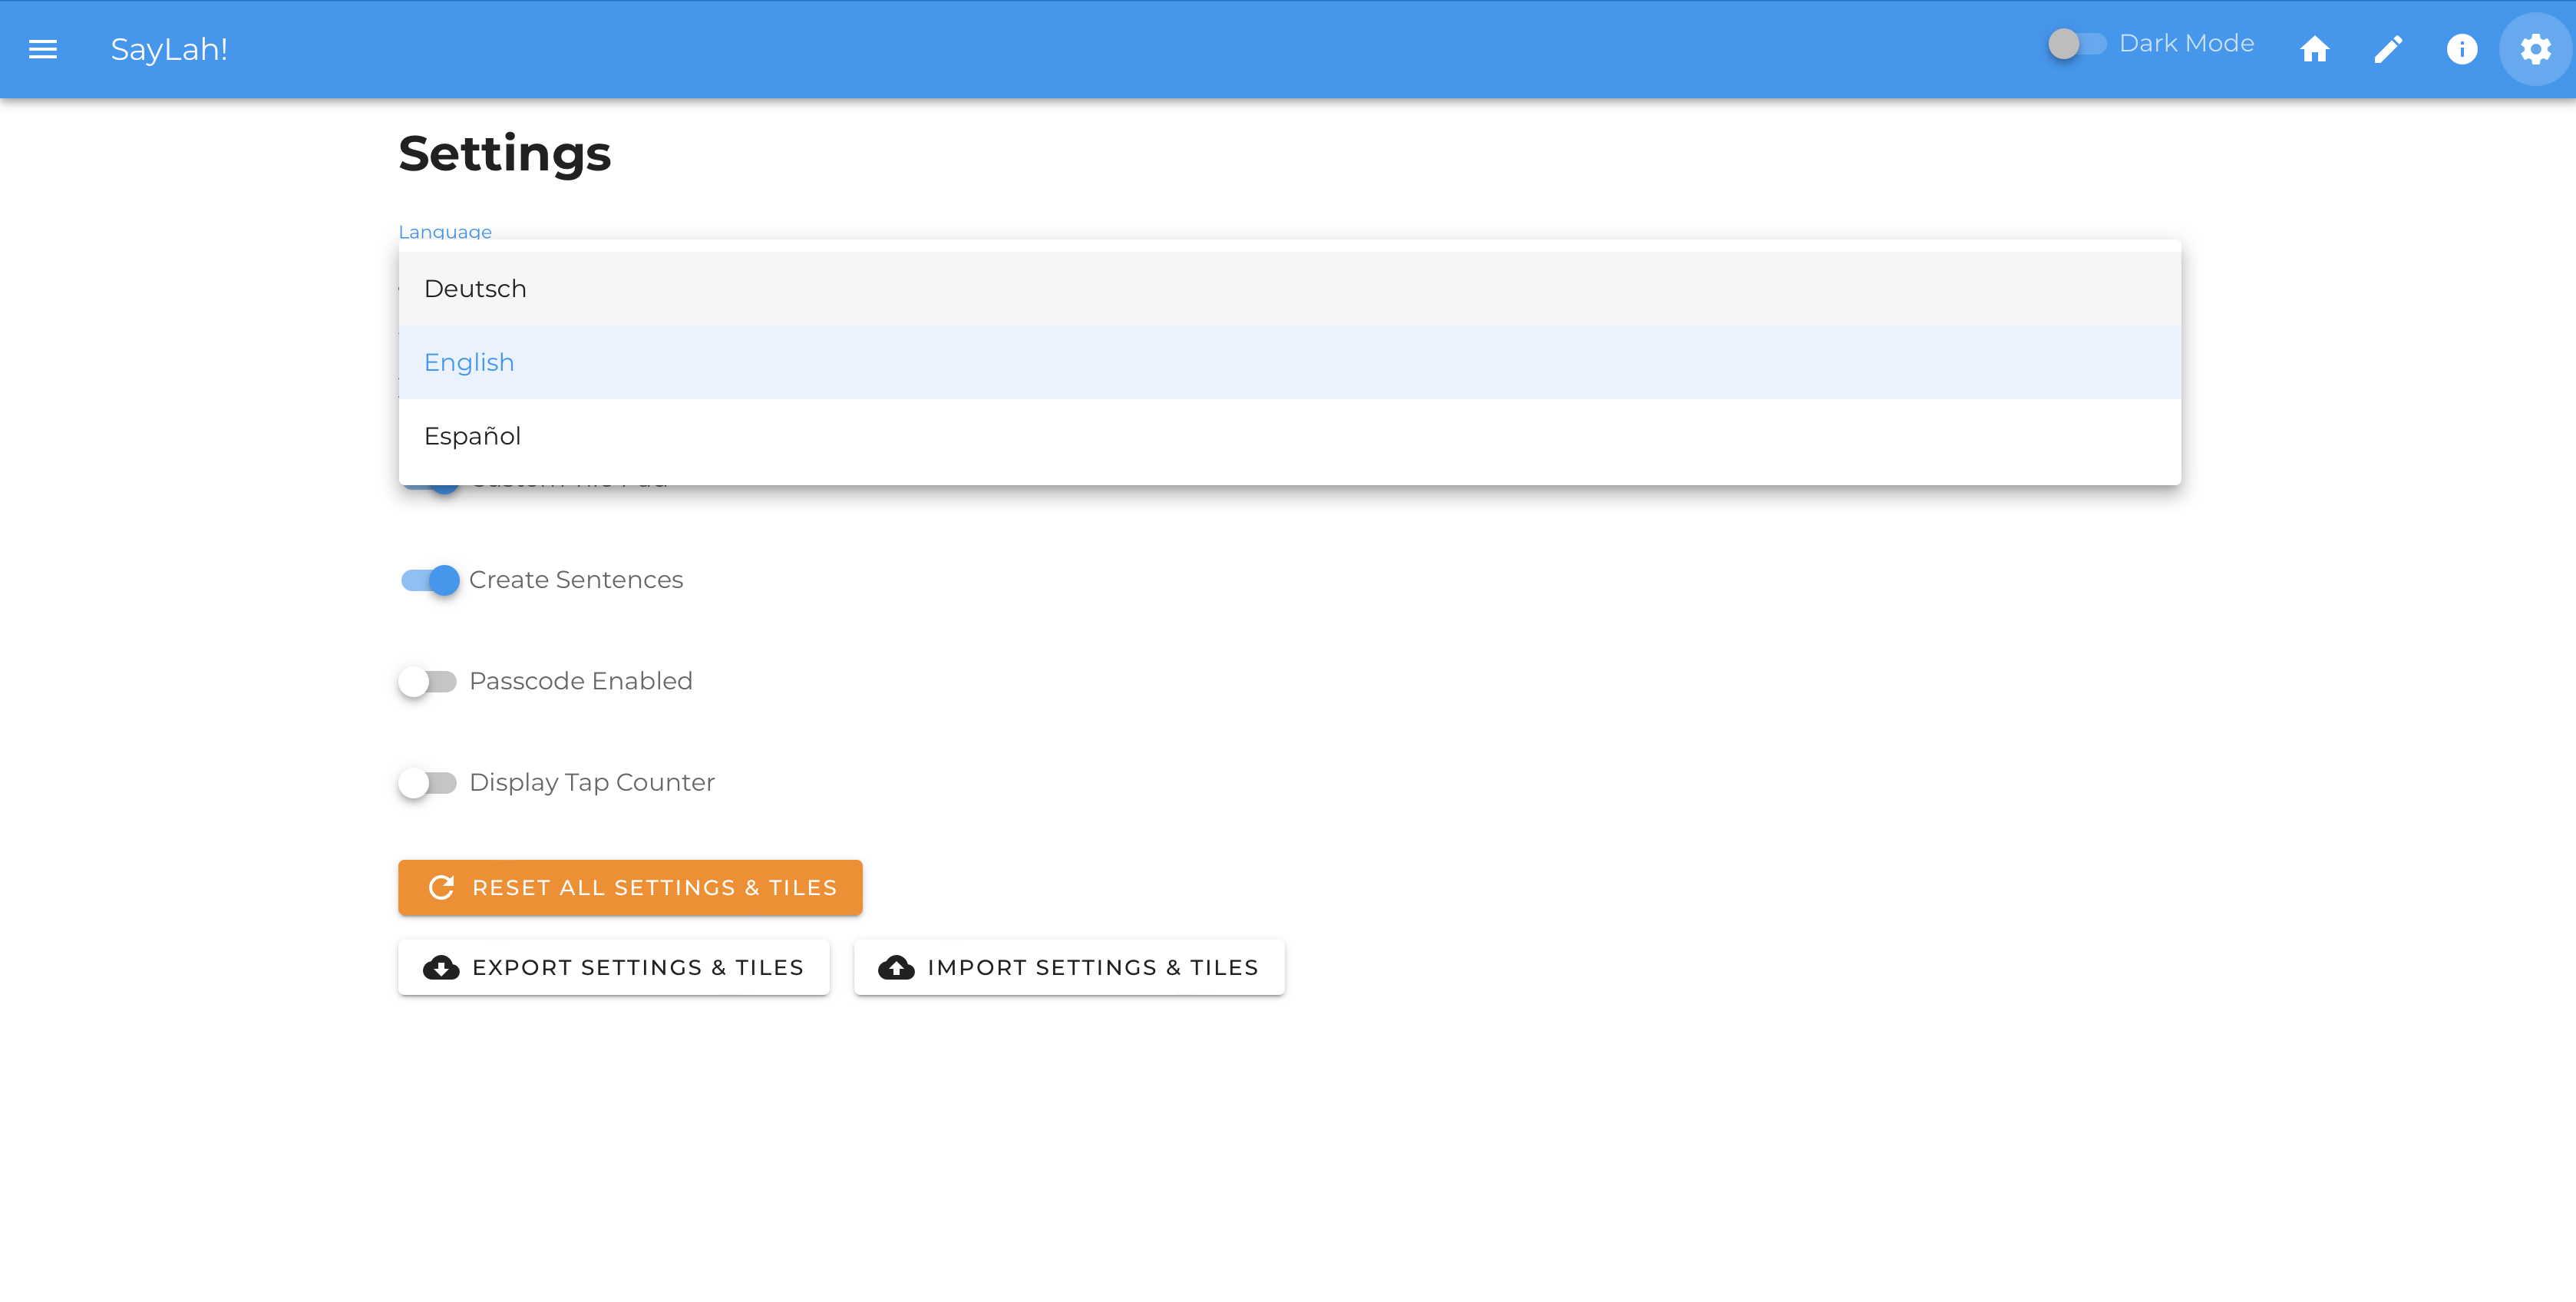 SayLah!
Dark Mode
Settings
Language
Deutsch
English
Español
Create Sentences
Passcode Enabled
Display Tap Counter
RESET ALL SETTINGS & TILES
EXPORT SETTINGS & TILES
IMPORT SETTINGS & TILES